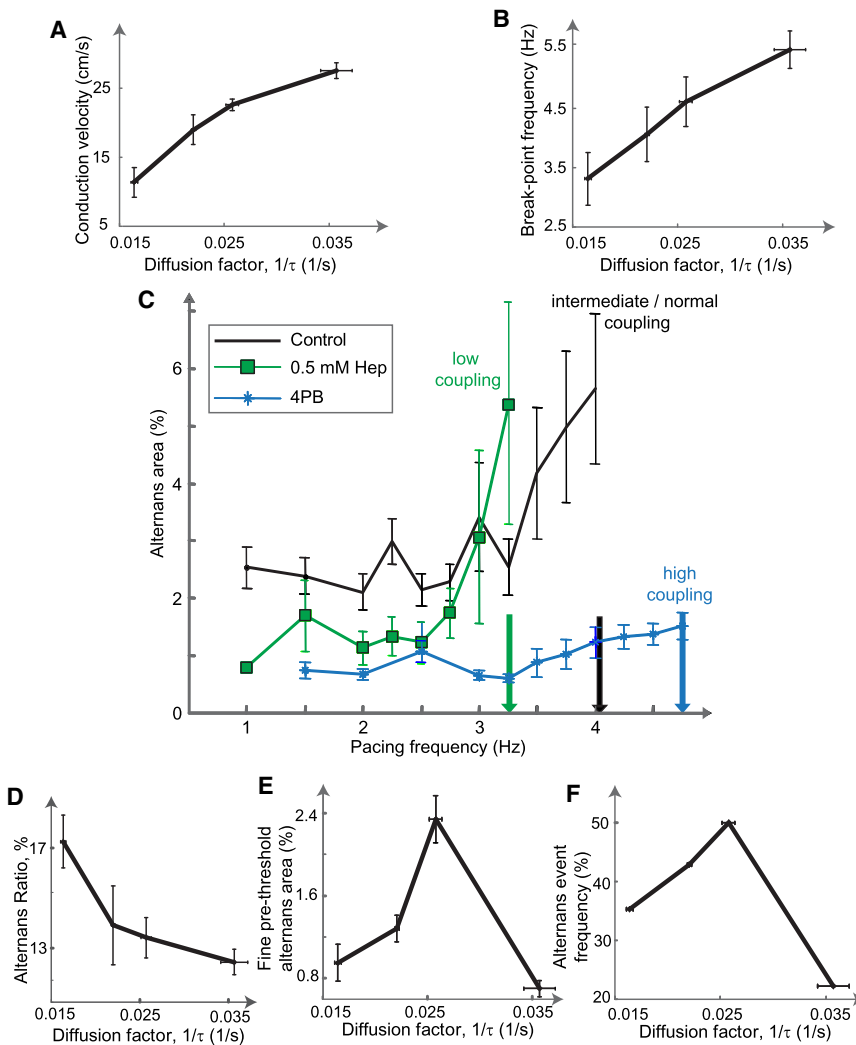 A
Conduction velocity (cm/s)
25
15
5
0.015
0.025
0.035
Diffusion factor, 1/τ (1/s)
B
Break-point frequency (Hz)
5.5
4.5
3.5
2.5
0.015
0.025
0.035
Diffusion factor, 1/τ (1/s)
C
Alternans area (%)
6
4
2
0
Control
0.5 mM Hep
4PB
low
coupling
intermediate / normal
coupling
high
coupling
1
2
3
4
Pacing frequency (Hz)
D
Alternans Ratio, %
17
13
0.015
0.025
0.035
Diffusion factor, 1/τ (1/s)
E
Fine pre-threshold
alternans area (%)
2.4
1.6
0.8
0.015
0.025
0.035
Diffusion factor, 1/τ (1/s)
F
Alternans event
frequency (%)
50
40
30
20
0.015
0.025
0.035
Diffusion factor, 1/τ (1/s)